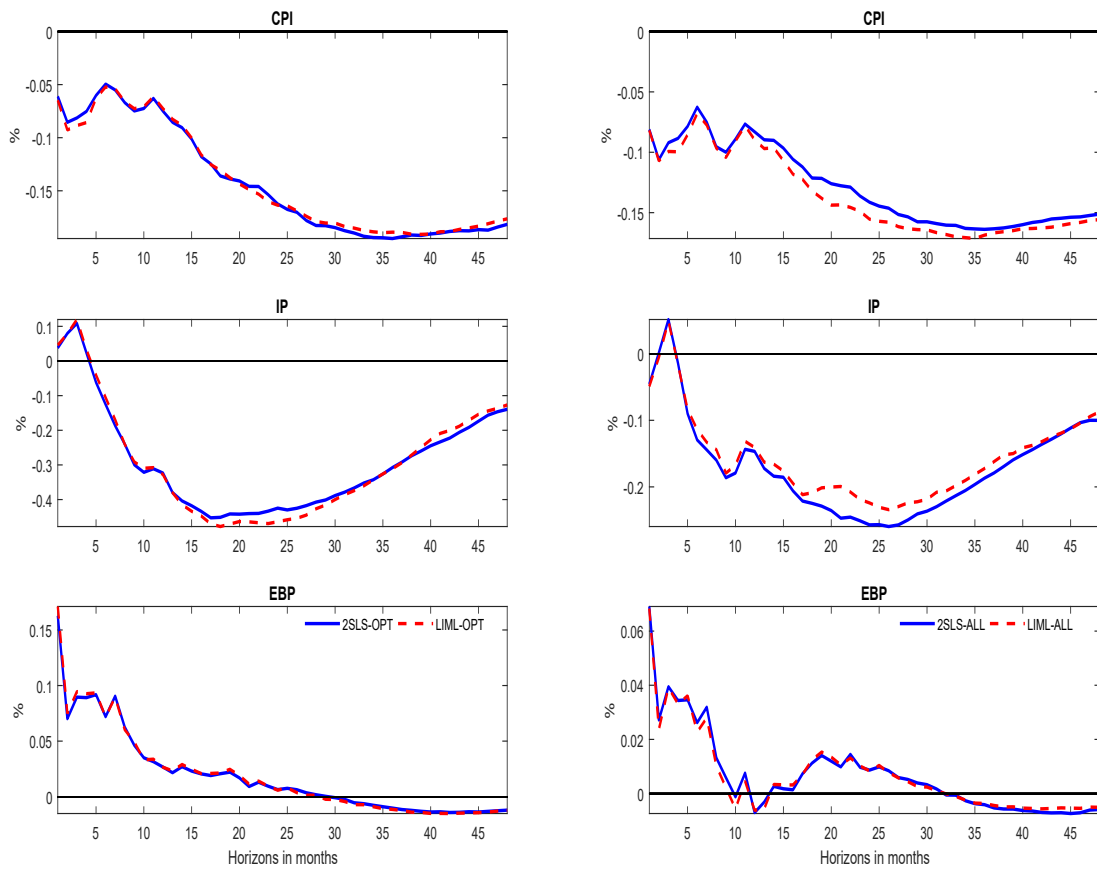 CPI
0
-0.05
-0.1
-0.15
%
5 10 15 20 25 30 35 40 45
CPI
0
-0.05
-0.1
-0.15
%
5 10 15 20 25 30 35 40 45
IP
0.1
0
-0.1
-0.2
-0.3
-0.4
%
5 10 15 20 25 30 35 40 45
IP
0
-0.1
-0.2
%
5 10 15 20 25 30 35 40 45
EBP
2SLS-OPT LIML-OPT
0.15
0.1
0.05
0
%
5 10 15 20 25 30 35 40 45
Horizons in months
EBP
2SLS-ALL LIML-ALL
0.06
0.04
0.02
0
%
5 10 15 20 25 30 35 40 45
Horizons in months